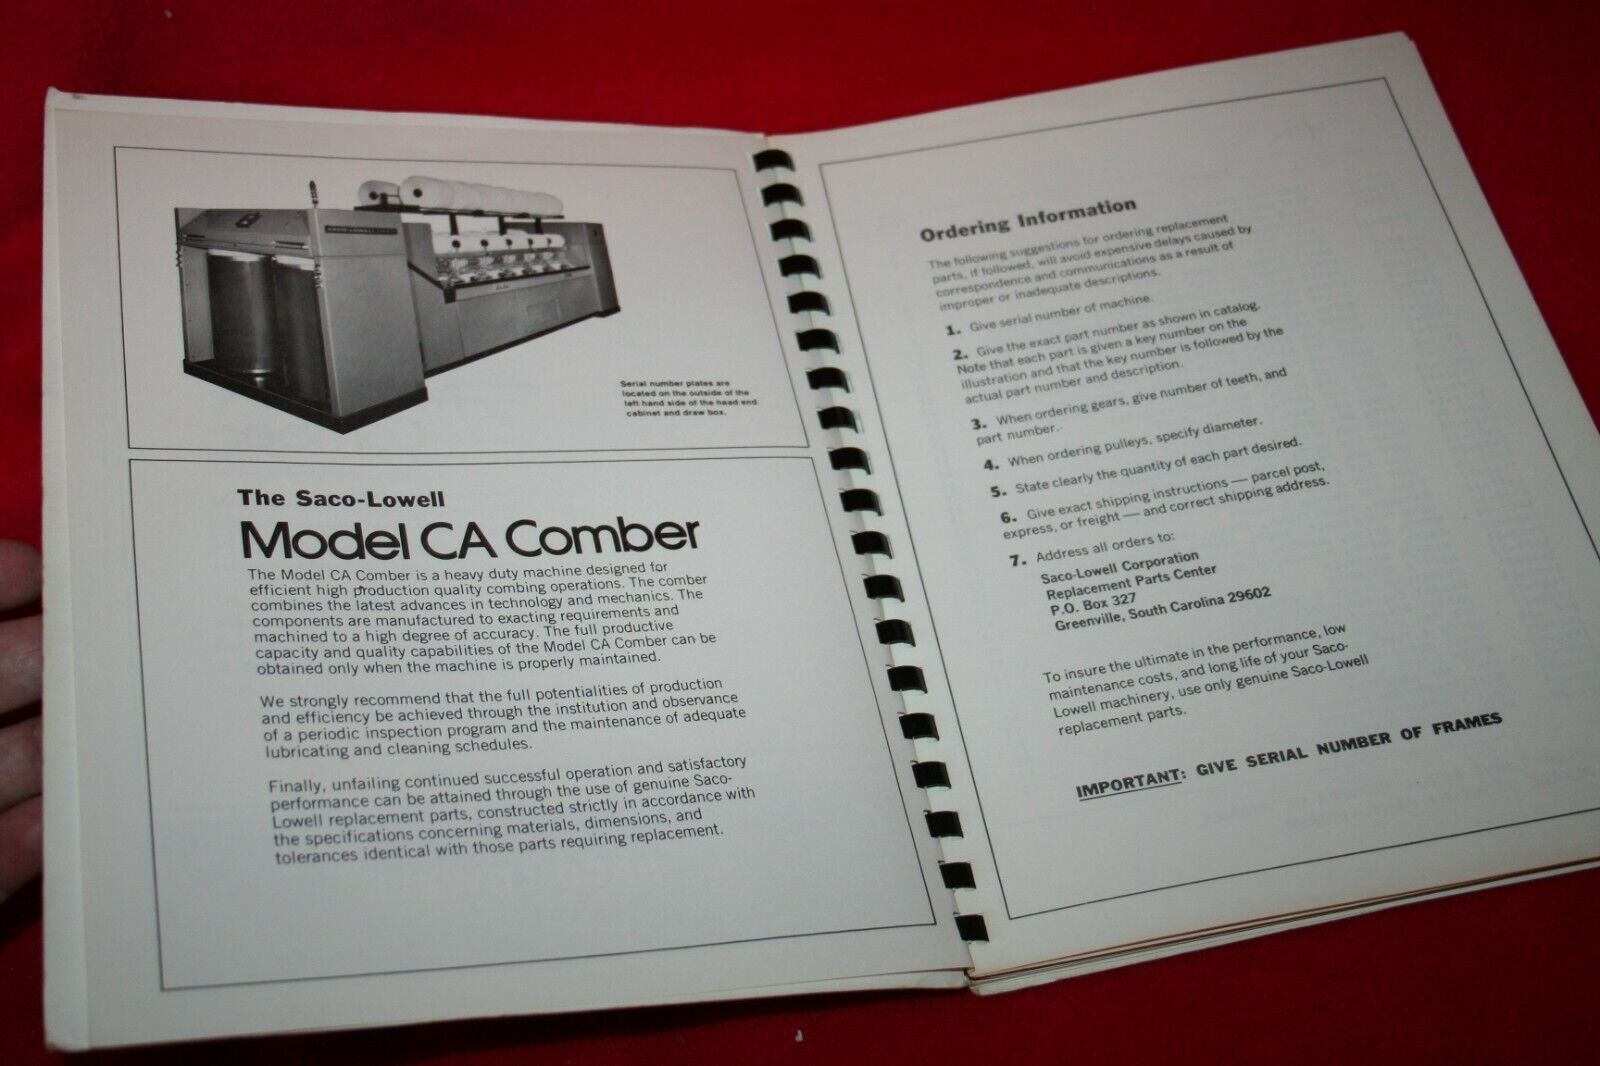 SACO-LOWELL
Serial number plates are
located on the outside of the
left hand side of the head end
cabinet and draw box.
The Saco-Lowell
Model CA Comber
The Model CA Comber is a heavy duty machine designed for
efficient high production quality combing operations. The comber
combines the latest advances in technology and mechanics. The
components are manufactured to exacting requirements and
machined to a high degree of accuracy. The full productive
capacity and quality capabilities of the Model CA Comber can be
obtained only when the machine is properly maintained.
We strongly recommend that the full potentialities of production
and efficiency be achieved through the institution and observance
of a periodic inspection program and the maintenance of adequate
lubricating and cleaning schedules.
Finally, unfailing continued successful operation and satisfactory
performance can be attained through the use of genuine Saco-
Lowell replacement parts, constructed strictly in accordance with
the specifications concerning materials, dimensions, and
tolerances identical with those parts requiring replacement.
Ordering Information
The following suggestions for ordering replacement
parts, if followed, will avoid expensive delays caused by
correspondence and communications as a result of
improper or inadequate descriptions.
1. Give serial number of machine.
2. Give the exact part number as shown in catalog.
Note that each part is given a key number on the
illustration and that the key number is followed by the
actual part number and description.
3. When ordering gears, give number of teeth, and
part number.
4. When ordering pulleys, specify diameter.
5. State clearly the quantity of each part desired.
6. Give exact shipping instructions — parcel post,
express, or freight — and correct shipping address.
7. Address all orders to:
Saco-Lowell Corporation
Replacement Parts Center
P.O. Box 327
Greenville, South Carolina 29602
To insure the ultimate in the performance, low
maintenance costs, and long life of your Saco-
Lowell machinery, use only genuine Saco-Lowell
replacement parts.
IMPORTANT: GIVE SERIAL NUMBER OF FRAMES